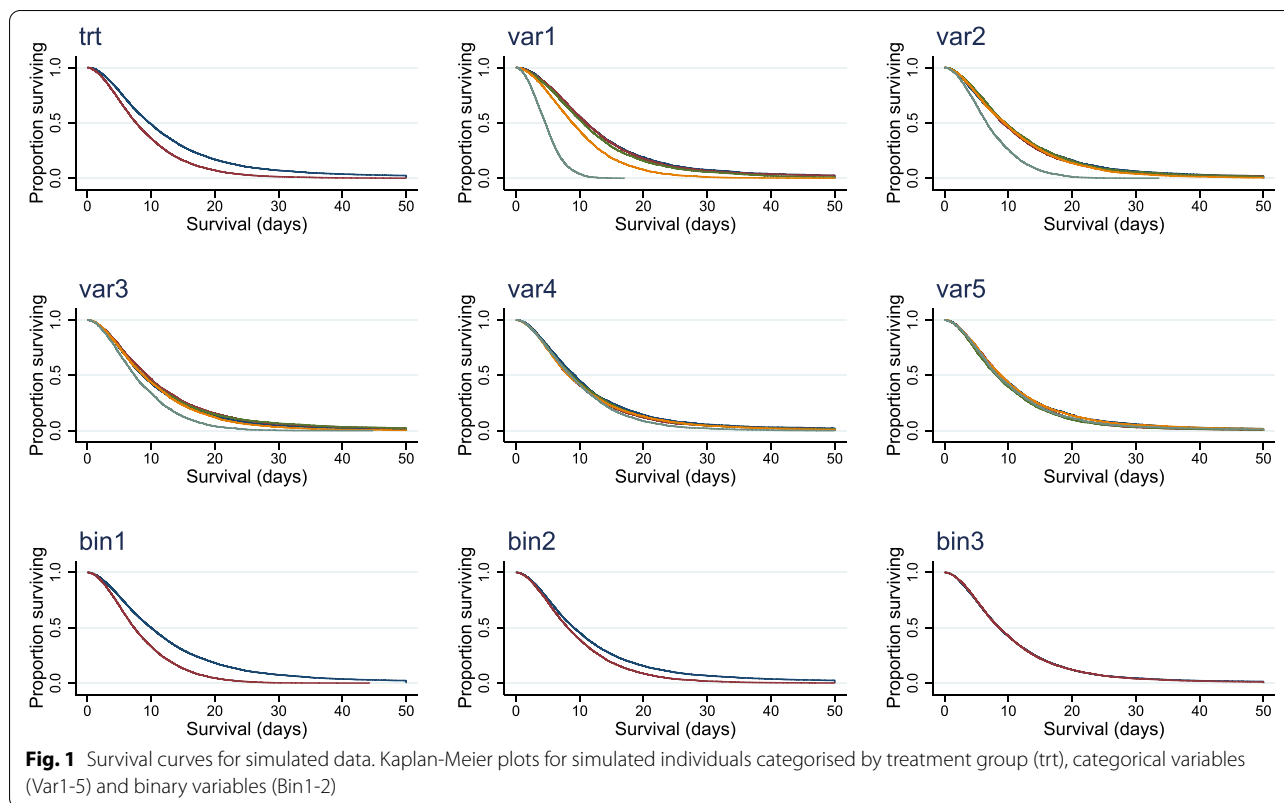 trt
Proportion surviving
1.0
0.5
0.0
0 10 20 30 40 50
Survival (days)
var1
Proportion surviving
1.0
0.5
0.0
0 10 20 30 40 50
Survival (days)
var2
Proportion surviving
1.0
0.5
0.0
0 10 20 30 40 50
Survival (days)
var3
Proportion surviving
1.0
0.5
0.0
0 10 20 30 40 50
Survival (days)
var4
Proportion surviving
1.0
0.5
0.0
0 10 20 30 40 50
Survival (days)
var5
Proportion surviving
1.0
0.5
0.0
0 10 20 30 40 50
Survival (days)
bin1
Proportion surviving
1.0
0.5
0.0
0 10 20 30 40 50
Survival (days)
bin2
Proportion surviving
1.0
0.5
0.0
0 10 20 30 40 50
Survival (days)
bin3
Proportion surviving
1.0
0.5
0.0
0 10 20 30 40 50
Survival (days)
Fig. 1 Survival curves for simulated data. Kaplan-Meier plots for simulated individuals categorised by treatment group (trt), categorical variables
(Var1-5) and binary variables (Bin1-2)